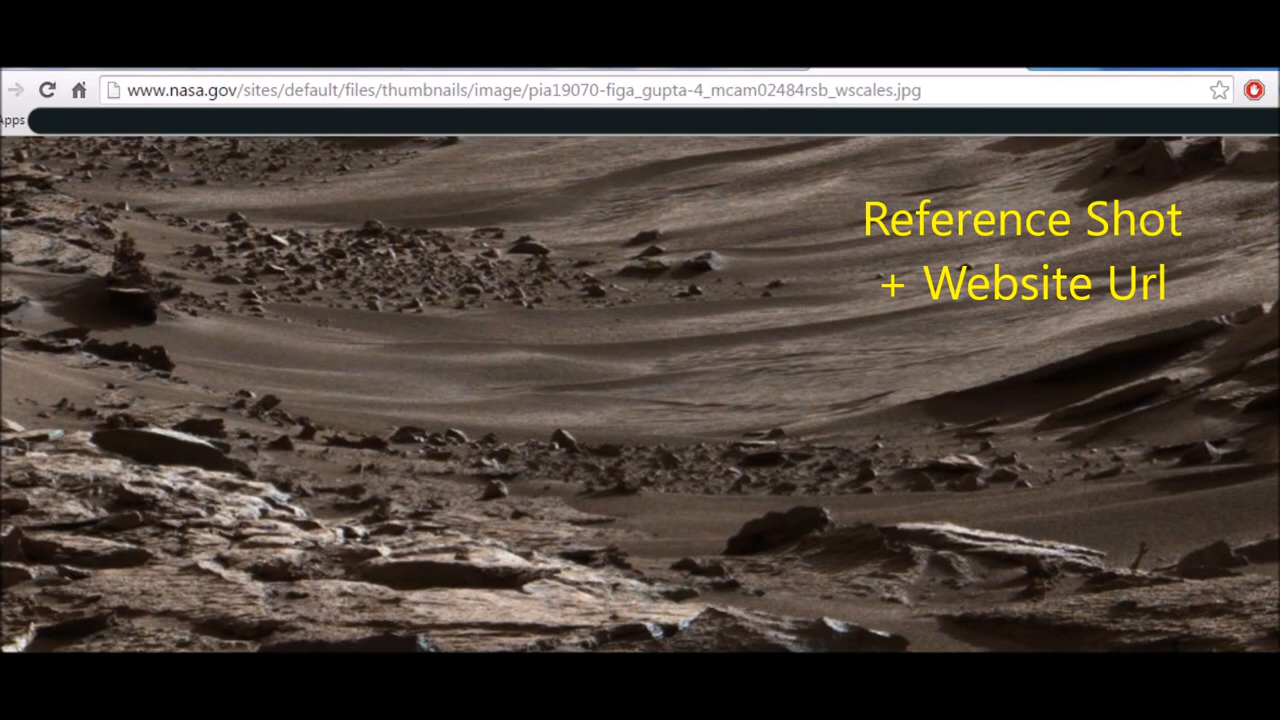 www.nasa.gov/sites/default/files/thumbnails/image/pia19070-figa_gupta-4_mcam02484rsb_wscales.jpg
Apps
Reference Shot
+ Website Url